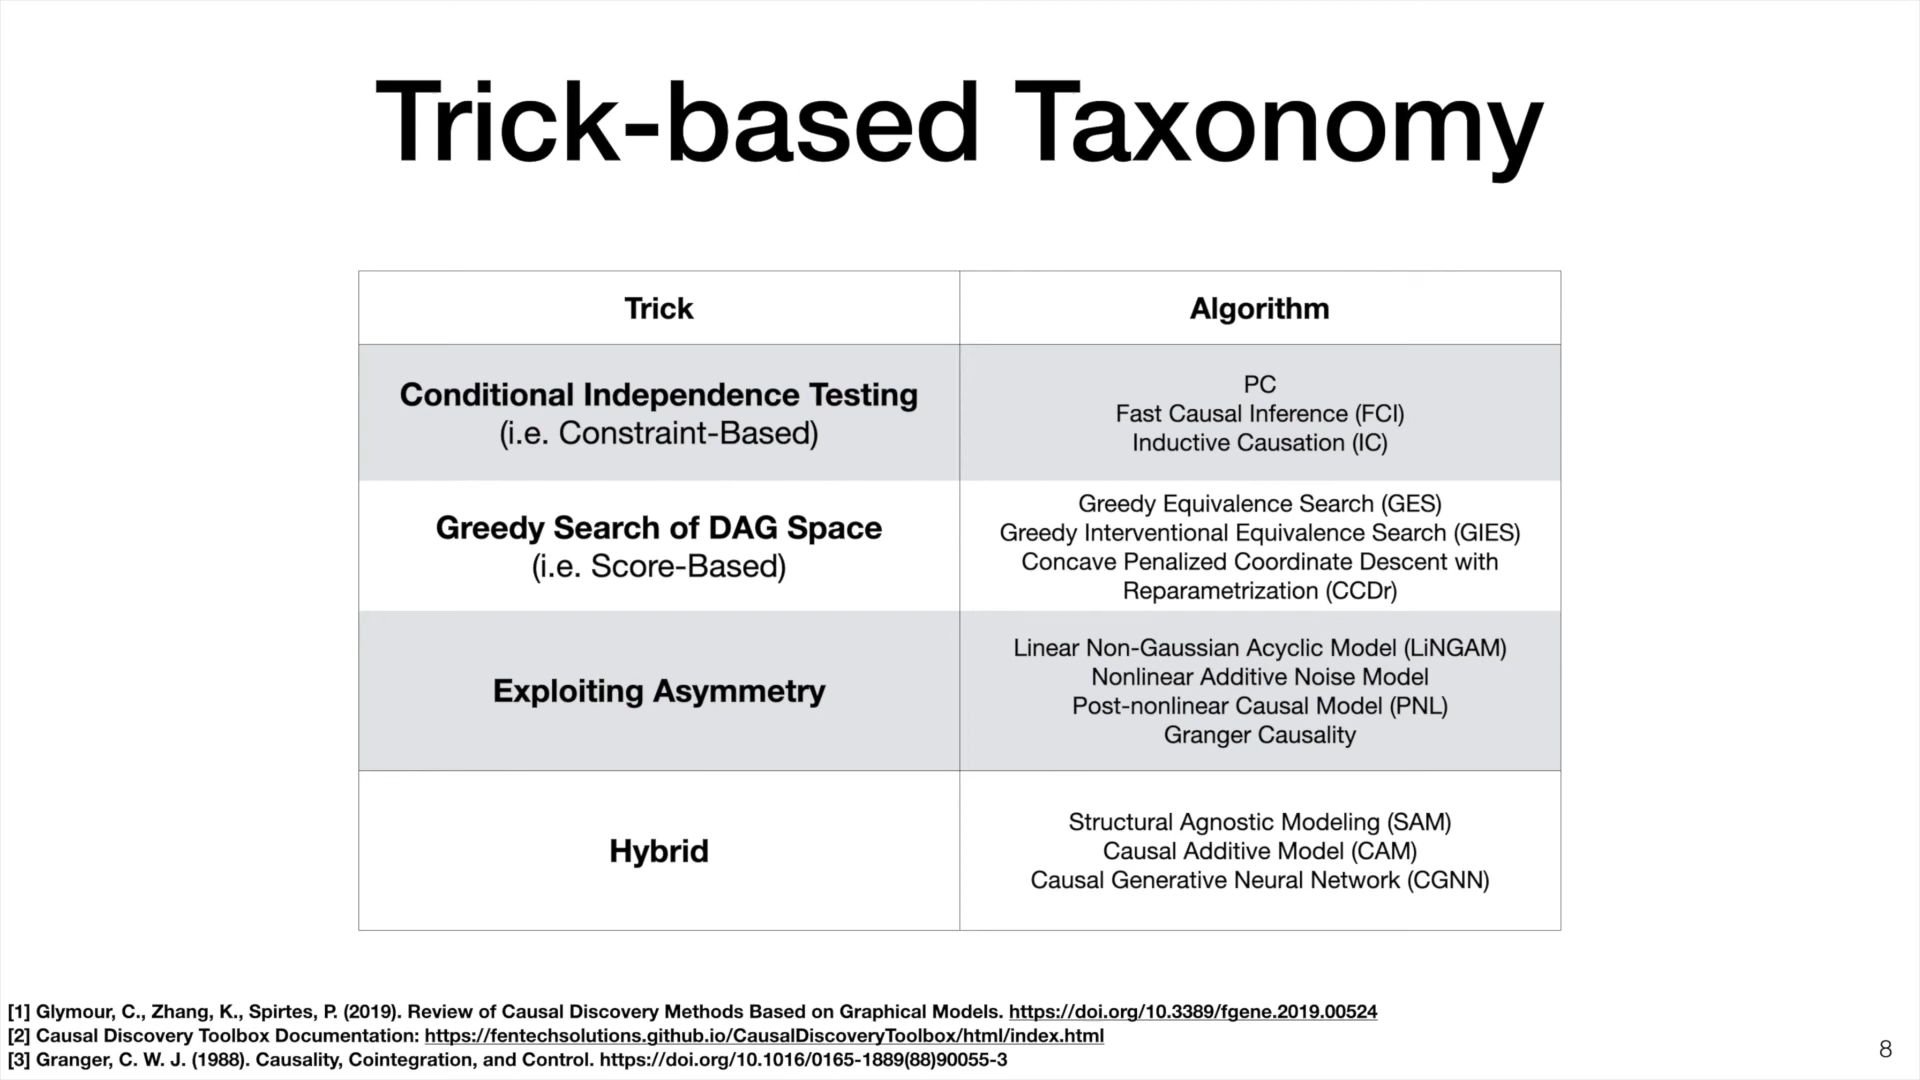 Trick-based Taxonomy
Trick
Algorithm
Conditional Independence Testing
(i.e. Constraint-Based)
PC
Fast Causal Inference (FCI)
Inductive Causation (IC)
Greedy Search of DAG Space
(i.e. Score-Based)
Greedy Equivalence Search (GES)
Greedy Interventional Equivalence Search (GIES)
Concave Penalized Coordinate Descent with
Reparametrization (CCDr)
Exploiting Asymmetry
Linear Non-Gaussian Acyclic Model (LiNGAM)
Nonlinear Additive Noise Model
Post-nonlinear Causal Model (PNL)
Granger Causality
Hybrid
Structural Agnostic Modeling (SAM)
Causal Additive Model (CAM)
Causal Generative Neural Network (CGNN)
[1] Glymour, C., Zhang, K., Spirtes, P. (2019). Review of Causal Discovery Methods Based on Graphical Models. https://doi.org/10.3389/fgene.2019.00524
[2] Causal Discovery Toolbox Documentation: https://fentechsolutions.github.io/CausalDiscoveryToolbox/html/index.html
[3] Granger, C. W. J. (1988). Causality, Cointegration, and Control. https://doi.org/10.1016/0165-1889(88)90055-3
8